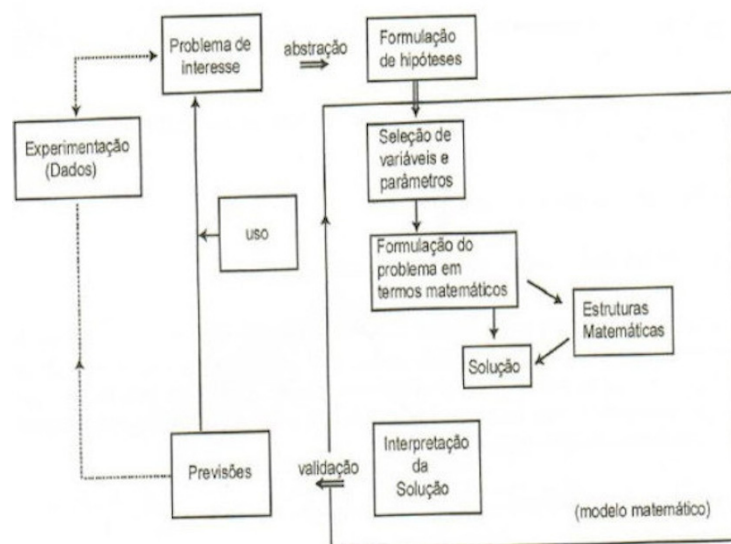 Problema de
interesse
abstração
Formulação
de hipóteses
Experimentação
(Dados)
Seleção de
variáveis e
parâmetros
uso
Formulação do
problema em
termos matemáticos
Estruturas
Matemáticas
Solução
Previsões
validação
Interpretação
da
Solução
(modelo matemático)